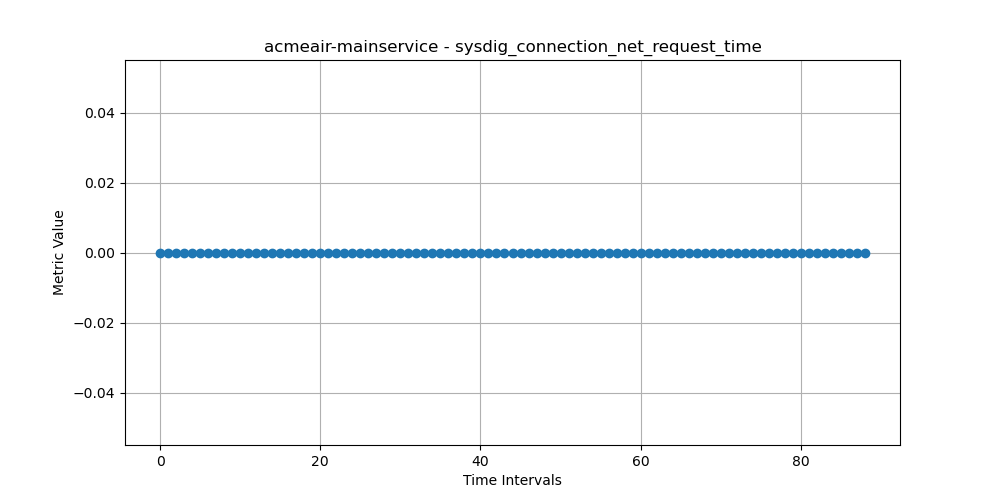 acmeair-mainservice - sysdig_connection_net_request_time
Metric Value
0.04
0.02
0.00
−0.02
−0.04
0 20 40 60 80
Time Intervals